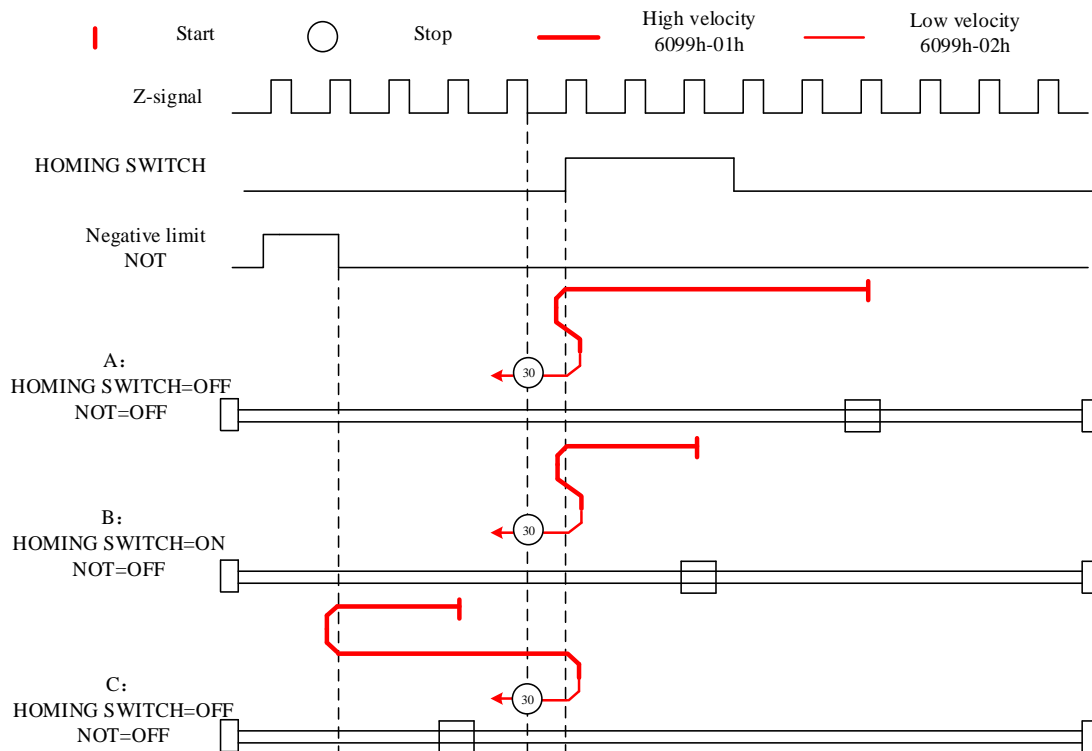 Start
Stop
High velocity
6099h-01h
Low velocity
6099h-02h
Z-signal
HOMING SWITCH
Negative limit
NOT
A：
HOMING SWITCH=OFF
NOT=OFF
30
B：
HOMING SWITCH=ON
NOT=OFF
30
C：
HOMING SWITCH=OFF
NOT=OFF
30